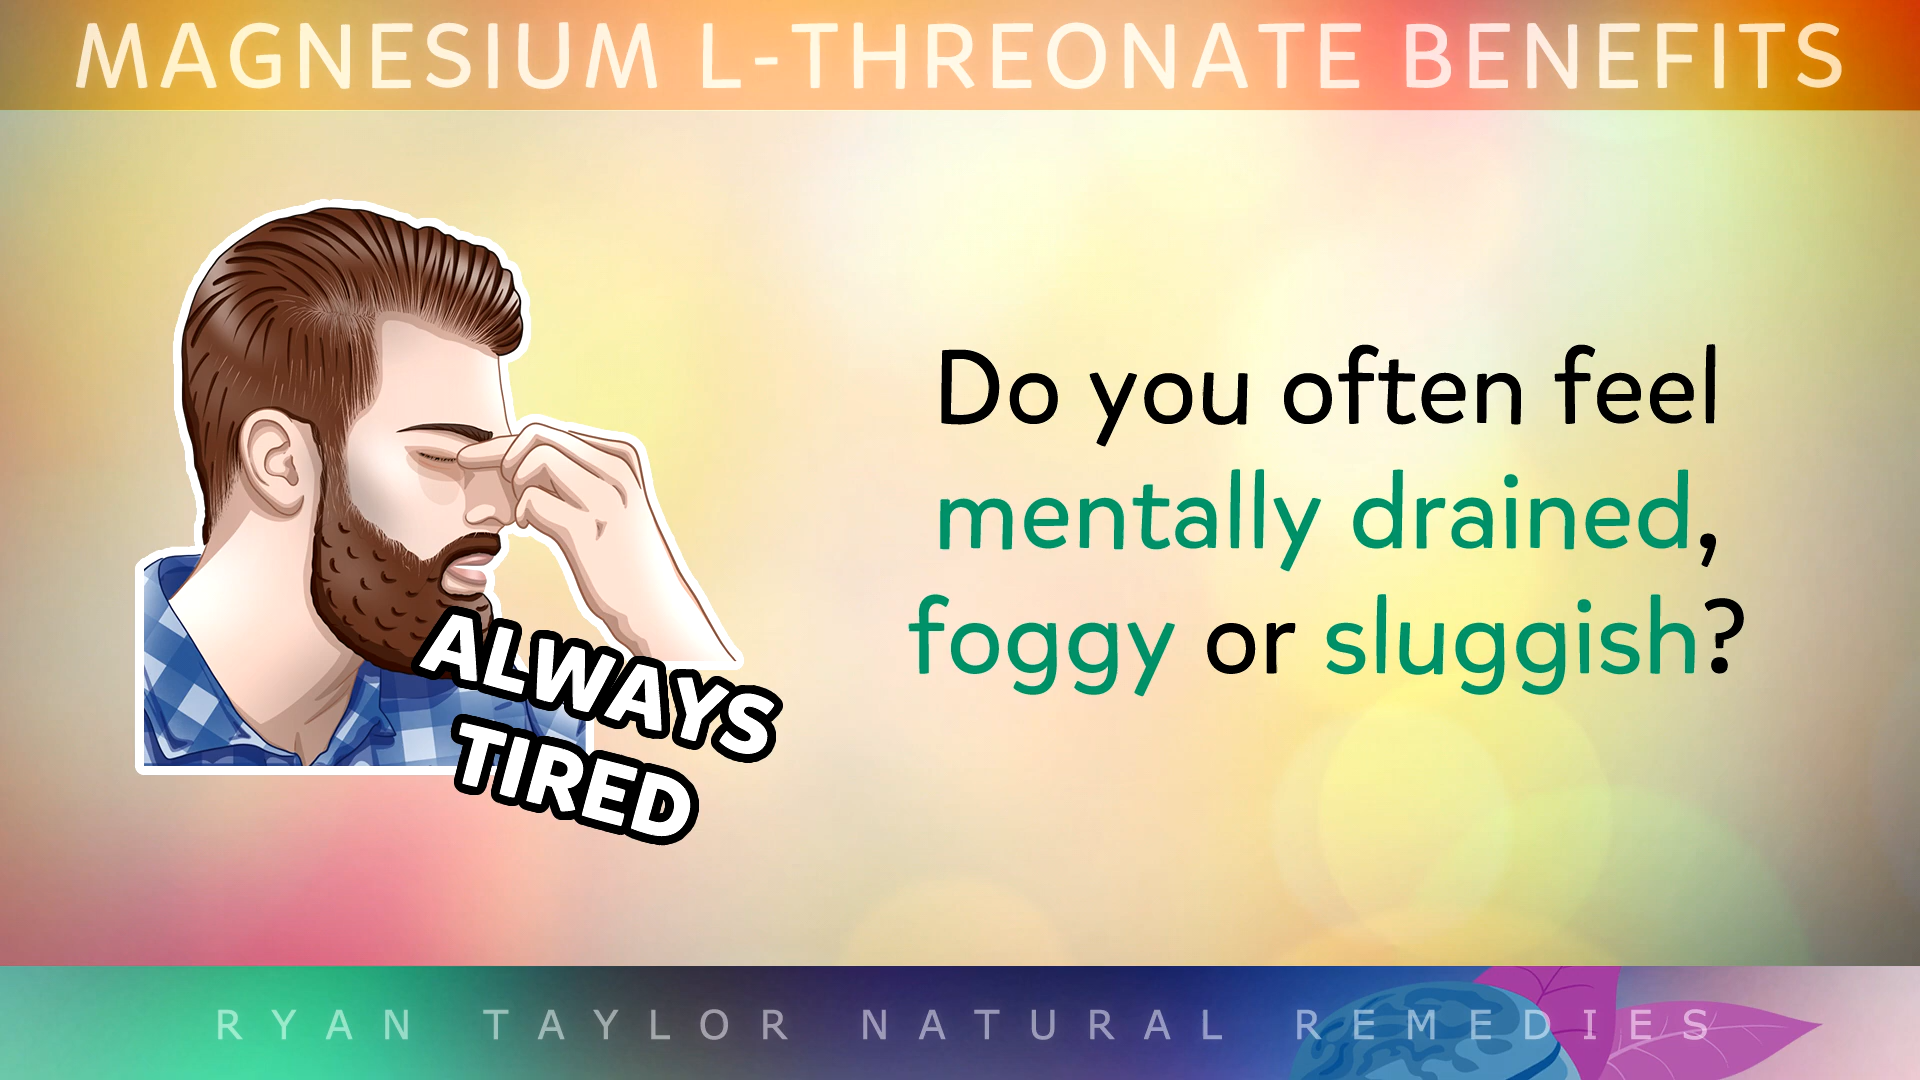 MAGNESIUM L-THREONATE BENEFITS
Do you often feel
mentally drained,
foggy or sluggish?
ALWAYS
TIRED
RYAN TAYLOR NATURAL REMEDIES